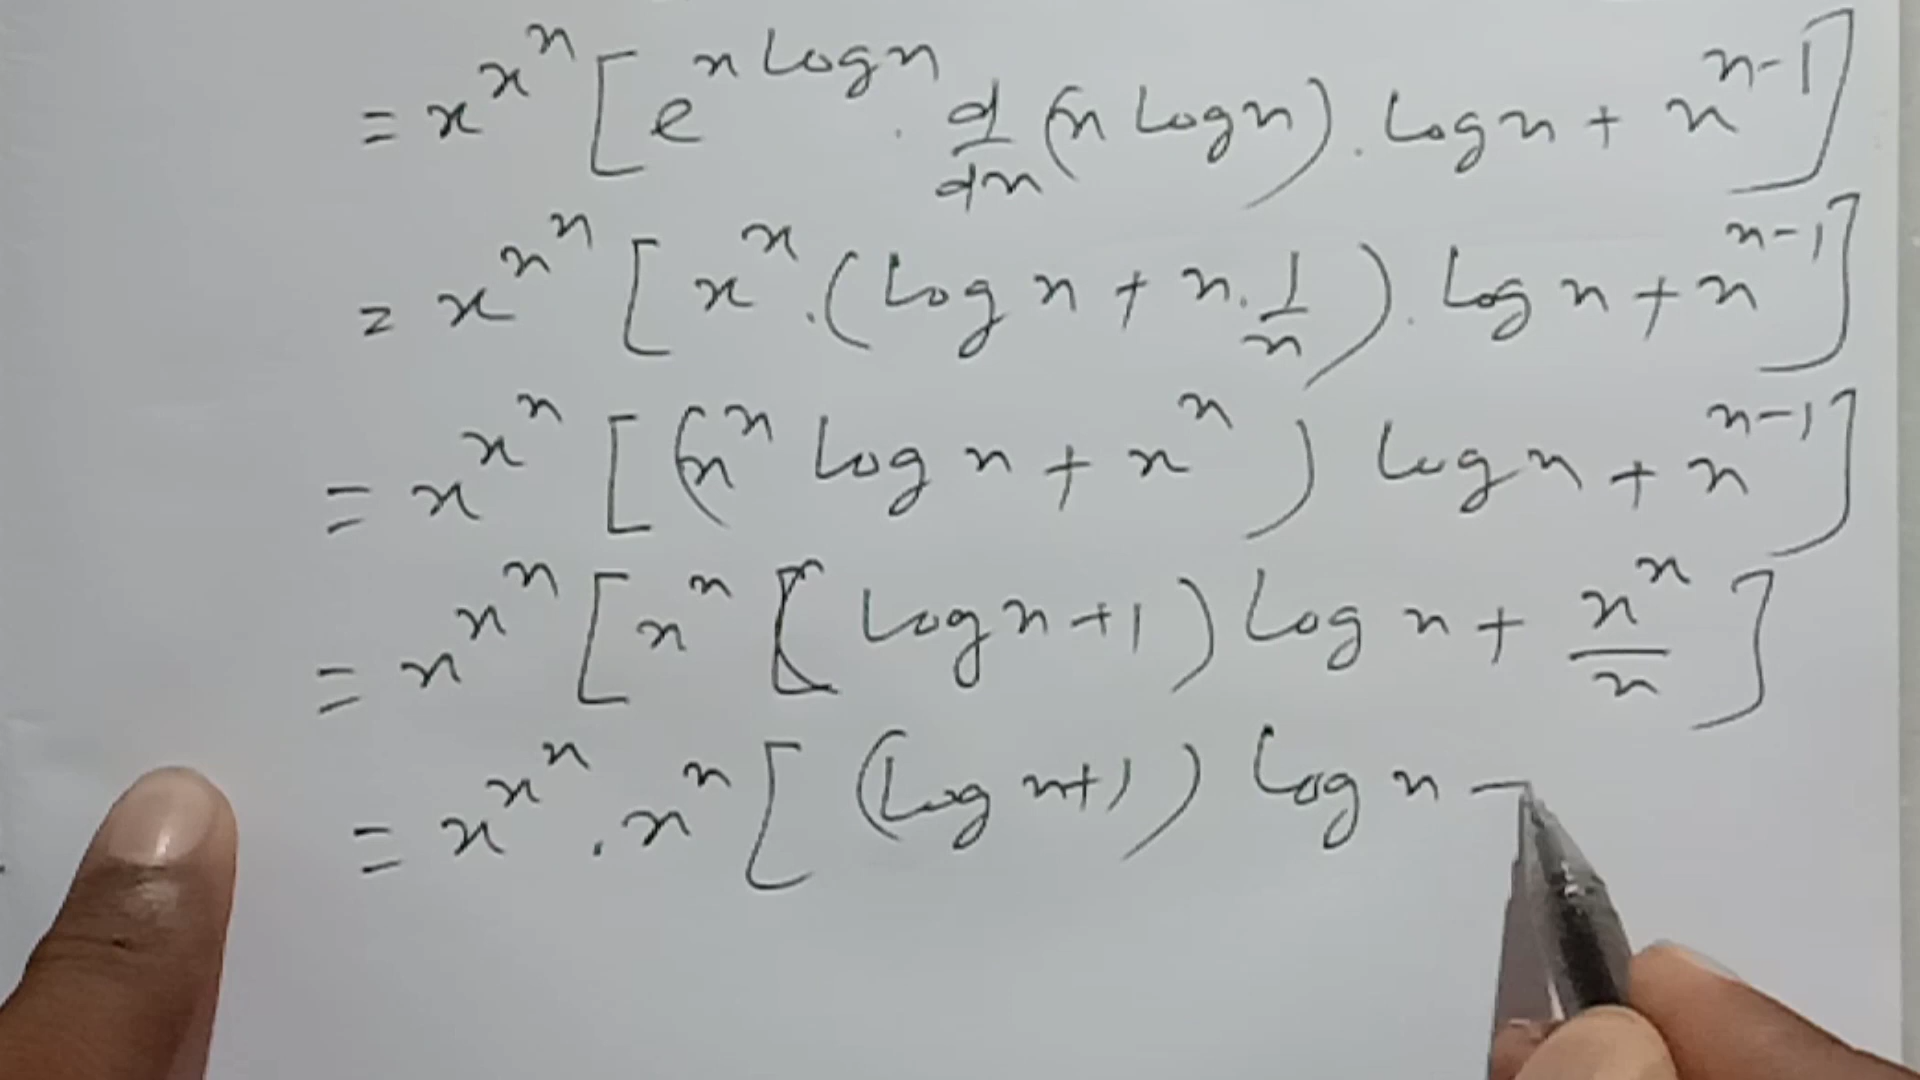 = x^{x^x} [ e^{x log x} . d/dx (x log x) . log x + x^{x-1} ]
= x^{x^x} [ x^x . ( log x + x . 1/x ) . log x + x^{x-1} ]
= x^{x^x} [ ( x^x log x + x^x ) log x + x^{x-1} ]
= x^{x^x} [ x^x ( log x + 1 ) log x + x^x/x ]
= x^{x^x} . x^x [ ( log x + 1 ) log x -